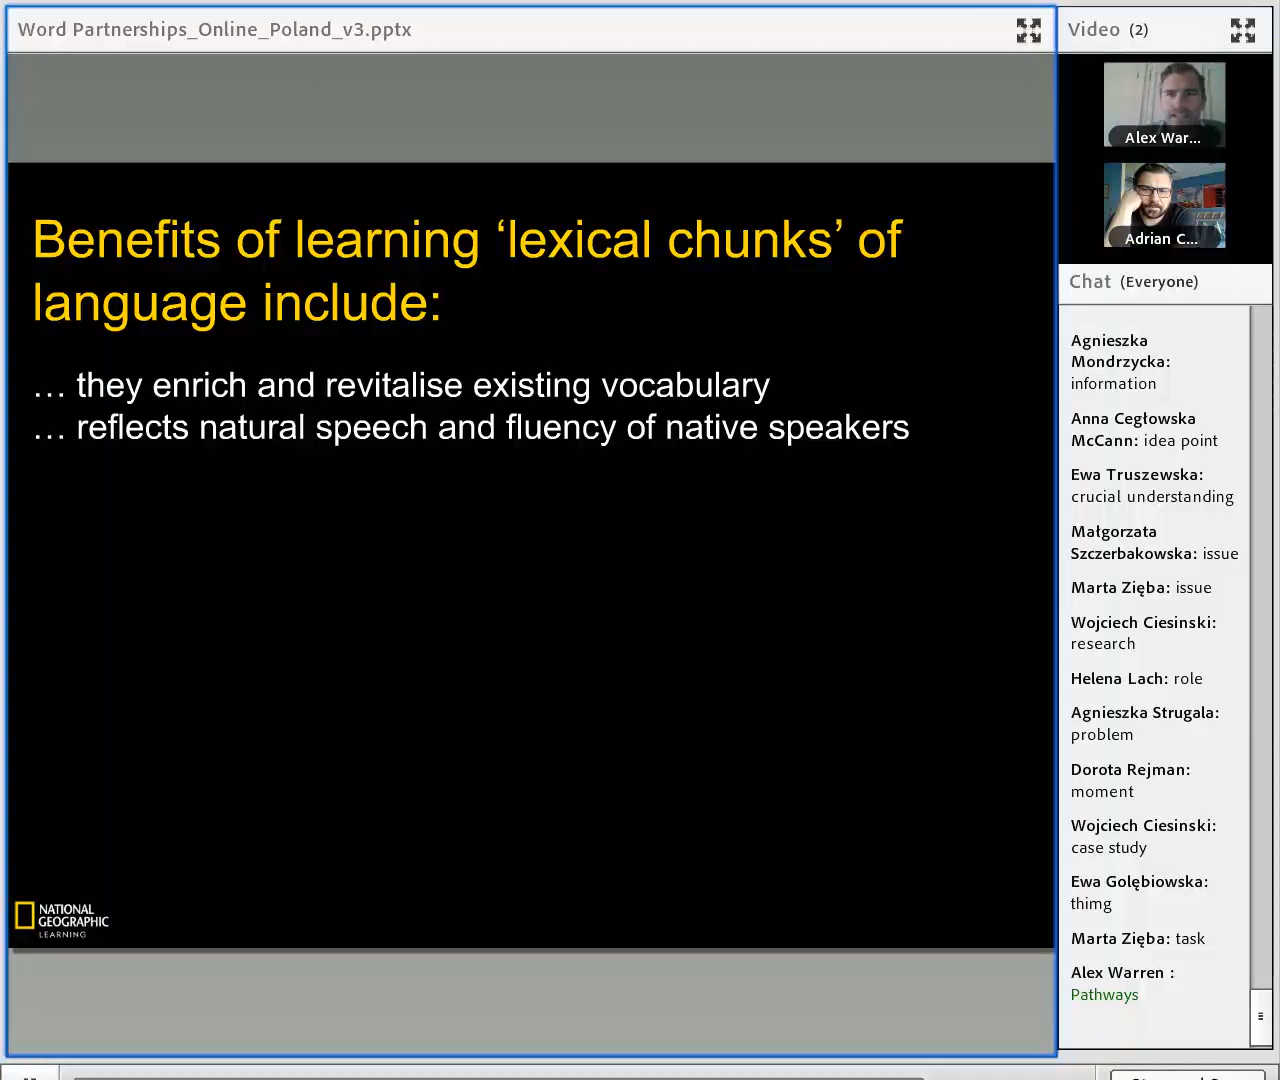 Word Partnerships_Online_Poland_v3.pptx
Benefits of learning ‘lexical chunks’ of
language include:
… they enrich and revitalise existing vocabulary
… reflects natural speech and fluency of native speakers
NATIONAL
GEOGRAPHIC
LEARNING
Video (2)
Alex War...
Adrian C...
Chat (Everyone)
Agnieszka
Mondrzycka:
information
Anna Cegłowska
McCann: idea point
Ewa Truszewska:
crucial understanding
Małgorzata
Szczerbakowska: issue
Marta Zięba: issue
Wojciech Ciesinski:
research
Helena Lach: role
Agnieszka Strugala:
problem
Dorota Rejman:
moment
Wojciech Ciesinski:
case study
Ewa Golębiowska:
thimg
Marta Zięba: task
Alex Warren :
Pathways